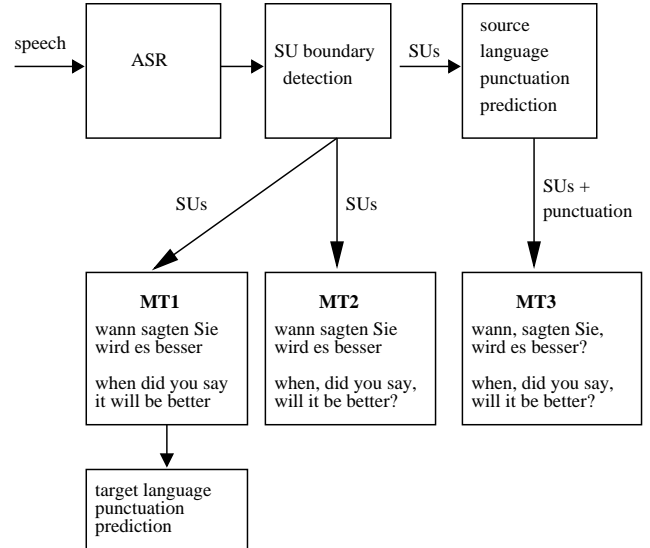 speech
ASR
SU boundary
detection
SUs
source
language
punctuation
prediction
SUs
SUs
SUs +
punctuation
MT1
wann sagten Sie
wird es besser
when did you say
it will be better
MT2
wann sagten Sie
wird es besser
when, did you say,
will it be better?
MT3
wann, sagten Sie,
wird es besser?
when, did you say,
will it be better?
target language
punctuation
prediction